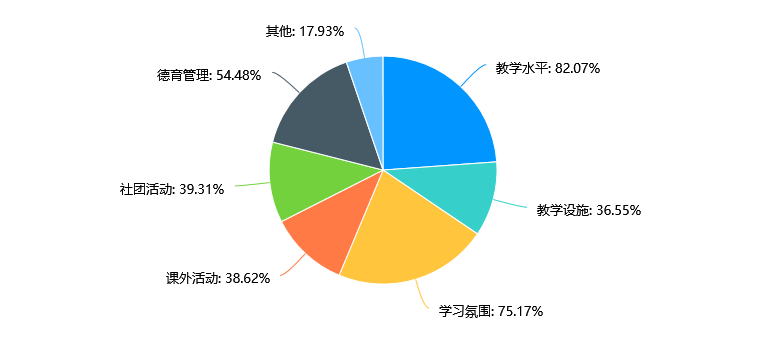 其他: 17.93%
教学水平: 82.07%
德育管理: 54.48%
社团活动: 39.31%
教学设施: 36.55%
课外活动: 38.62%
学习氛围: 75.17%